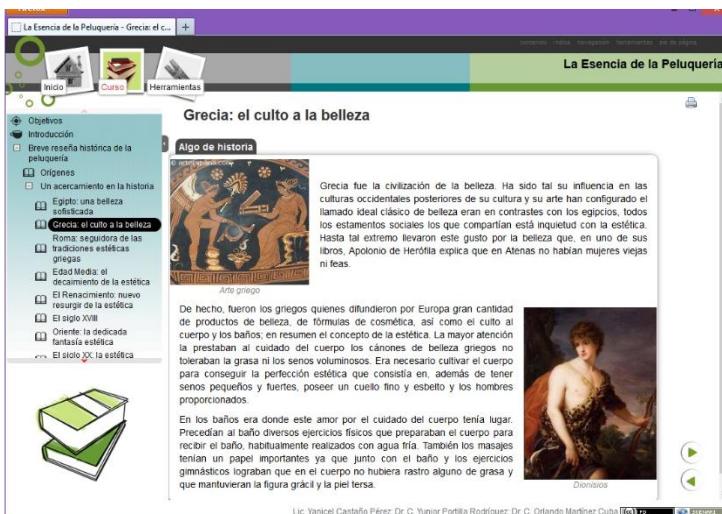 La Esencia de la Peluquería - Grecia: el c...
contenido índice navegación herramientas pie de página
La Esencia de la Peluquería
Inicio
Curso
Herramientas
Objetivos
Introducción
Breve reseña histórica de la
peluquería
Orígenes
Un acercamiento en la historia
Egipto: una belleza
sofisticada
Grecia: el culto a la belleza
Roma: seguidora de las
tradiciones estéticas
griegas
Edad Media: el
decaimiento de la estética
El Renacimiento: nuevo
resurgir de la estética
El siglo XVIII
Oriente: la dedicada
fantasía estética
El siglo XX: la estética
Grecia: el culto a la belleza
Algo de historia
Grecia fue la civilización de la belleza. Ha sido tal su influencia en las
culturas occidentales posteriores de su cultura y su arte han configurado el
llamado ideal clásico de belleza eran en contrastes con los egipcios, todos
los estamentos sociales los que compartían está inquietud con la estética.
Hasta tal extremo llevaron este gusto por la belleza que, en uno de sus
libros, Apolonio de Herófila explica que en Atenas no habían mujeres viejas
ni feas.
Arte griego
De hecho, fueron los griegos quienes difundieron por Europa gran cantidad
de productos de belleza, de fórmulas de cosmética, así como el culto al
cuerpo y los baños; en resumen el concepto de la estética. La mayor atención
la prestaban al cuidado del cuerpo los cánones de belleza griegos no
toleraban la grasa ni los senos voluminosos. Era necesario cultivar el cuerpo
para conseguir la perfección estética que consistía en, además de tener
senos pequeños y fuertes, poseer un cuello fino y esbelto y los hombres
proporcionados.
En los baños era donde este amor por el cuidado del cuerpo tenía lugar.
Precedían al baño diversos ejercicios físicos que preparaban el cuerpo para
recibir el baño, habitualmente realizados con agua fría. También los masajes
tenían un papel importantes ya que junto con el baño y los ejercicios
gimnásticos lograban que en el cuerpo no hubiera rastro alguno de grasa y
que mantuvieran la figura grácil y la piel tersa.
Dionisios
Lic. Yanicel Castaño Pérez; Dr. C. Yunior Portilla Rodríguez; Dr. C. Orlando Martínez Cuba